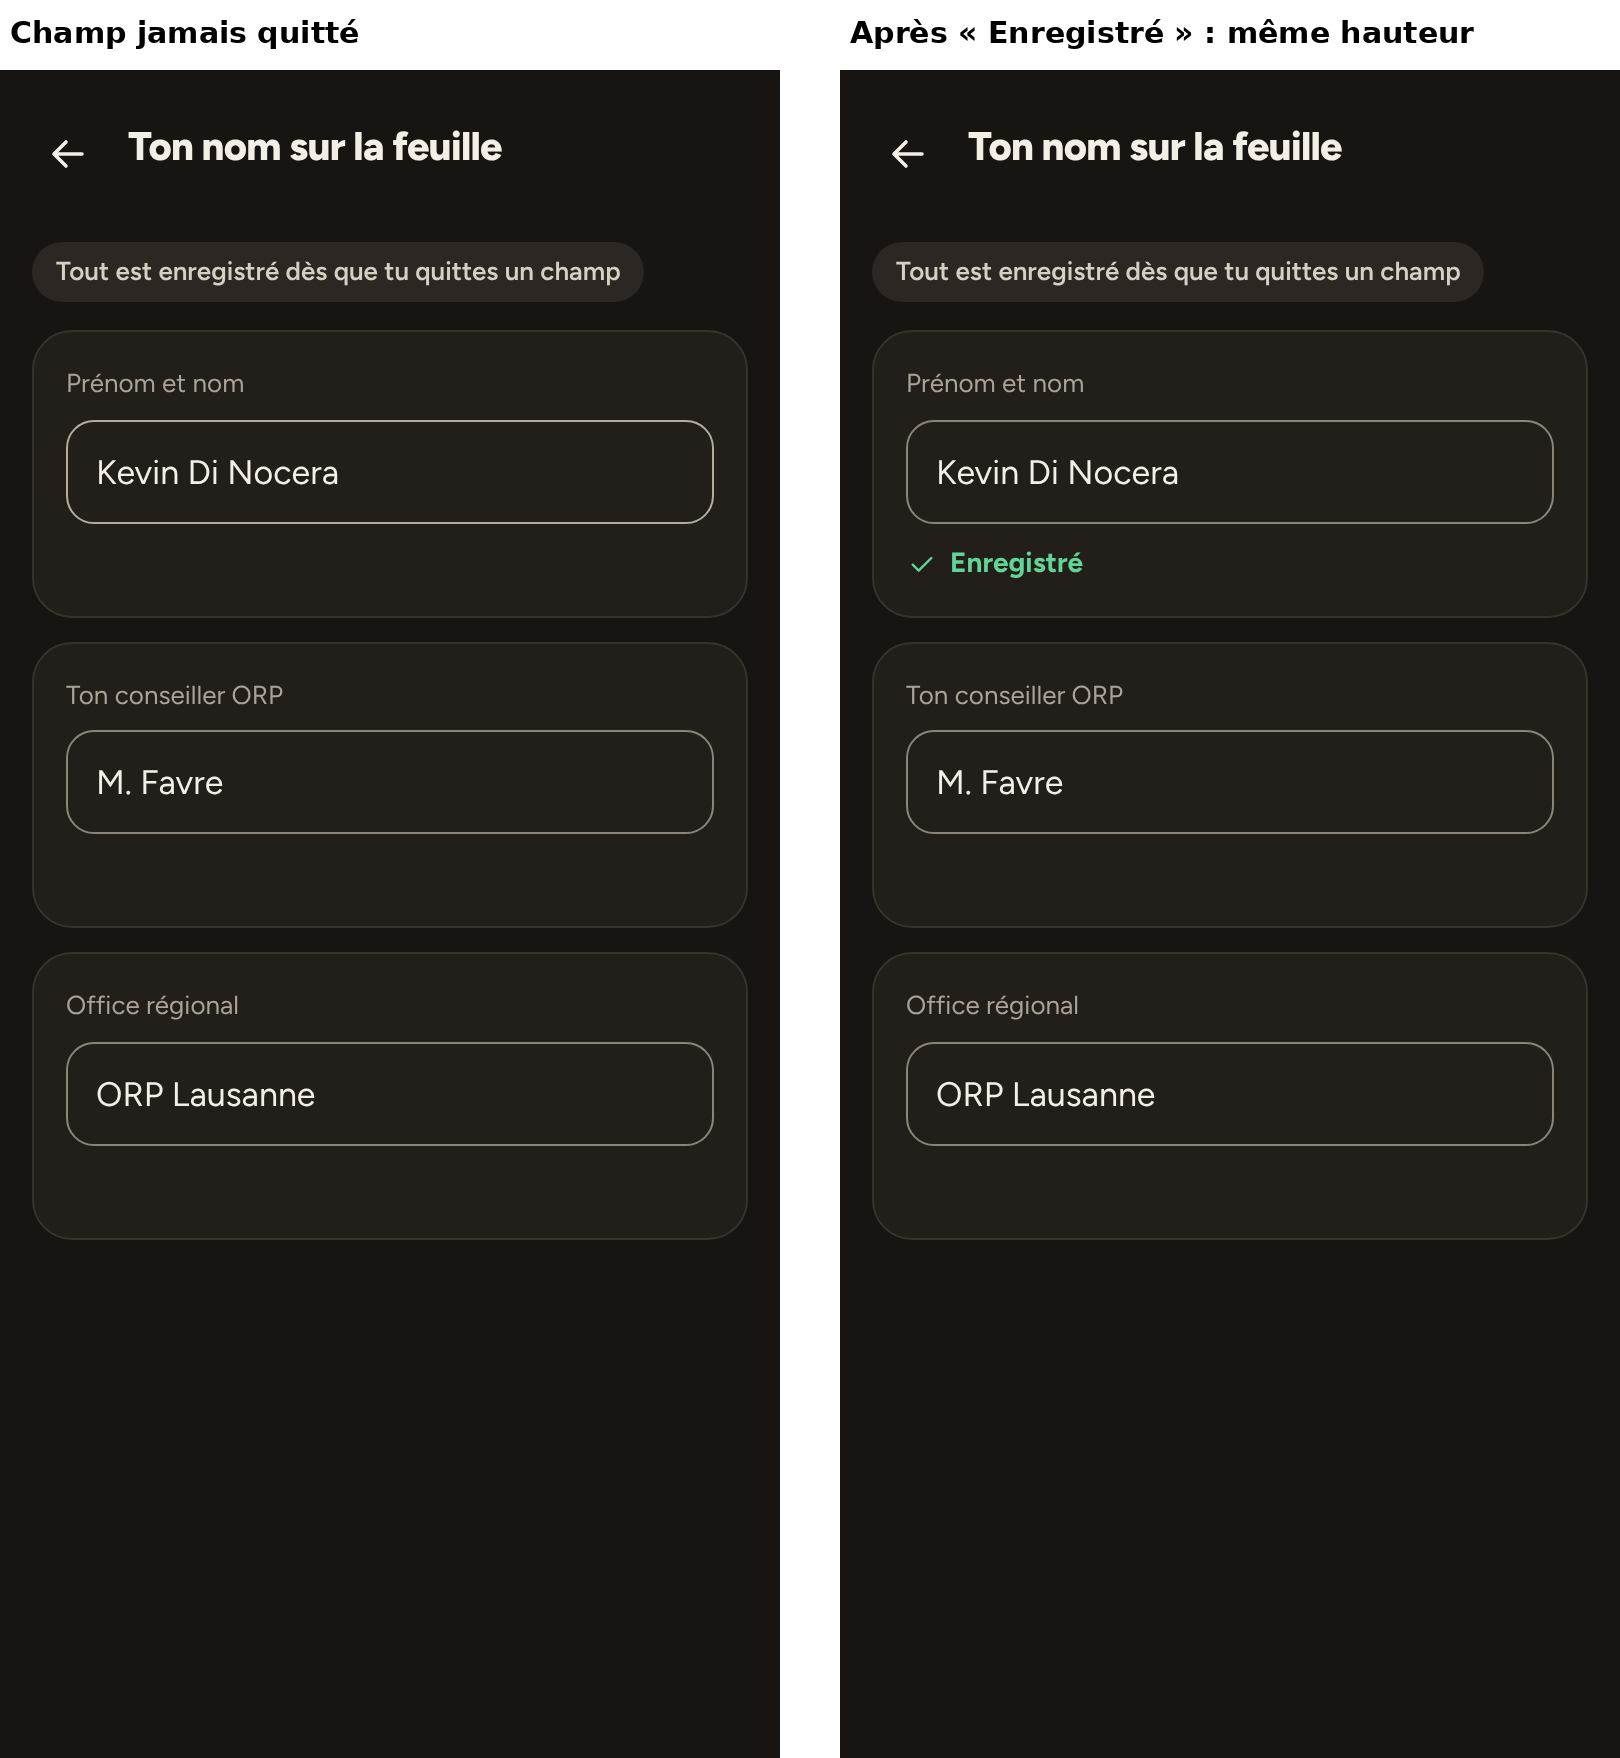 Champ jamais quitté
Ton nom sur la feuille
Tout est enregistré dès que tu quittes un champ
Prénom et nom
Kevin Di Nocera
Ton conseiller ORP
M. Favre
Office régional
ORP Lausanne
Après « Enregistré » : même hauteur
Ton nom sur la feuille
Tout est enregistré dès que tu quittes un champ
Prénom et nom
Kevin Di Nocera
Enregistré
Ton conseiller ORP
M. Favre
Office régional
ORP Lausanne